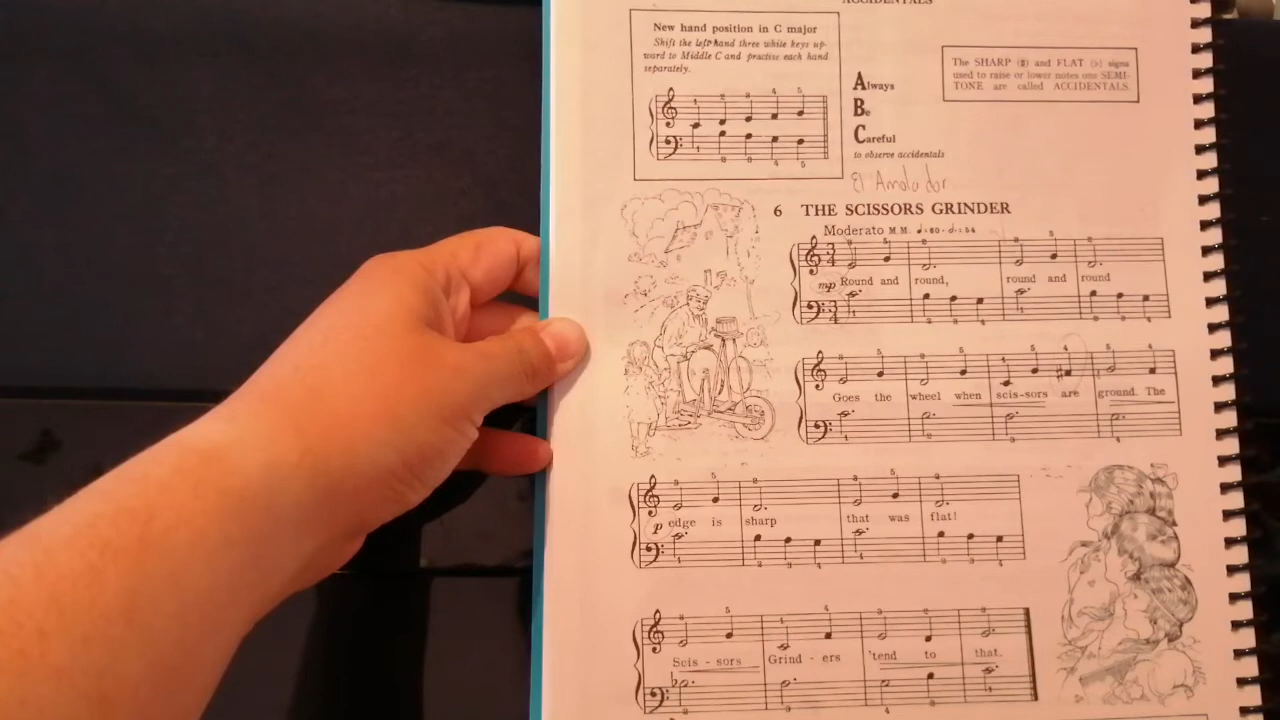 ACCIDENTALS
New hand position in C major
Shift the left hand three white keys up-
ward to Middle C and practise each hand
separately.
Always
Be
Careful
to observe accidentals
The SHARP (♯) and FLAT (♭) signs
used to raise or lower notes one SEMI-
TONE are called ACCIDENTALS.
El Amolador
6 THE SCISSORS GRINDER
Moderato M.M.
mp Round and round, round and round
Goes the wheel when scis-sors are ground. The
p edge is sharp that was flat!
Scis - sors Grind - ers 'tend to that.